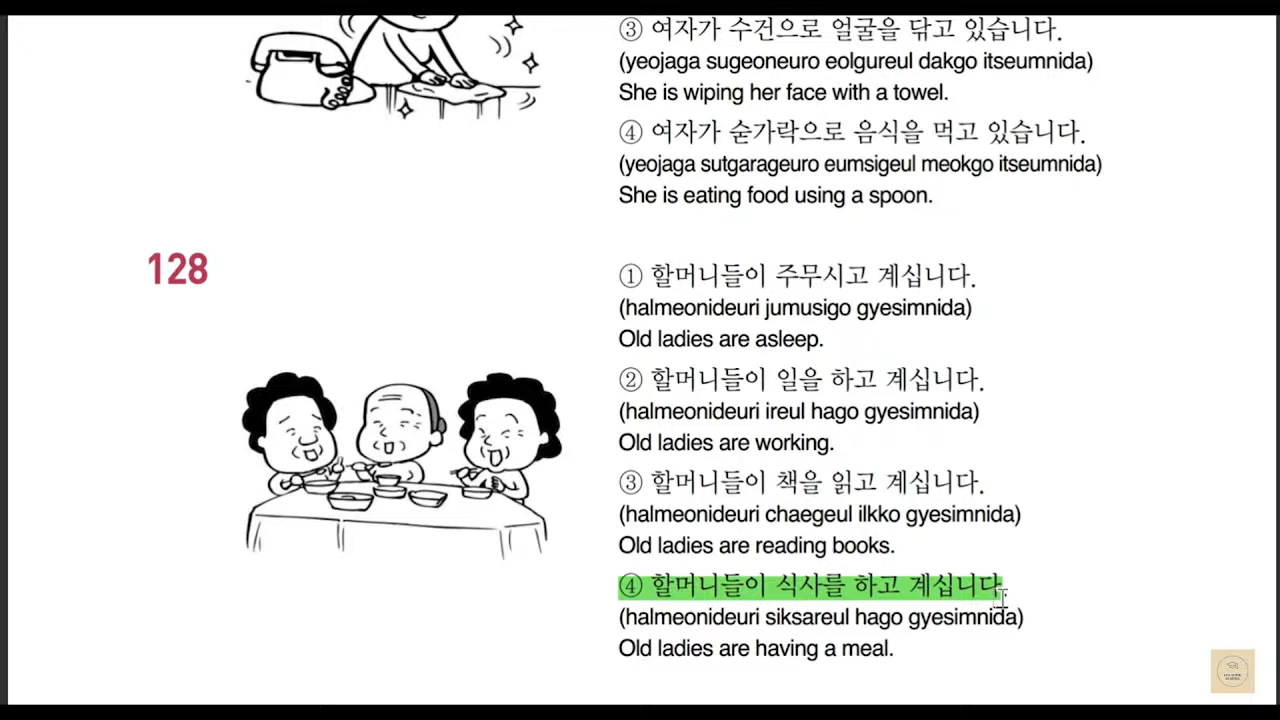 ③ 여자가 수건으로 얼굴을 닦고 있습니다.
(yeojaga sugeoneuro eolgureul dakgo itseumnida)
She is wiping her face with a towel.
④ 여자가 숟가락으로 음식을 먹고 있습니다.
(yeojaga sutgarageuro eumsigeul meokgo itseumnida)
She is eating food using a spoon.
128
① 할머니들이 주무시고 계십니다.
(halmeonideuri jumusigo gyesimnida)
Old ladies are asleep.
② 할머니들이 일을 하고 계십니다.
(halmeonideuri ireul hago gyesimnida)
Old ladies are working.
③ 할머니들이 책을 읽고 계십니다.
(halmeonideuri chaegeul ilkko gyesimnida)
Old ladies are reading books.
④ 할머니들이 식사를 하고 계십니다.
(halmeonideuri siksareul hago gyesimnida)
Old ladies are having a meal.